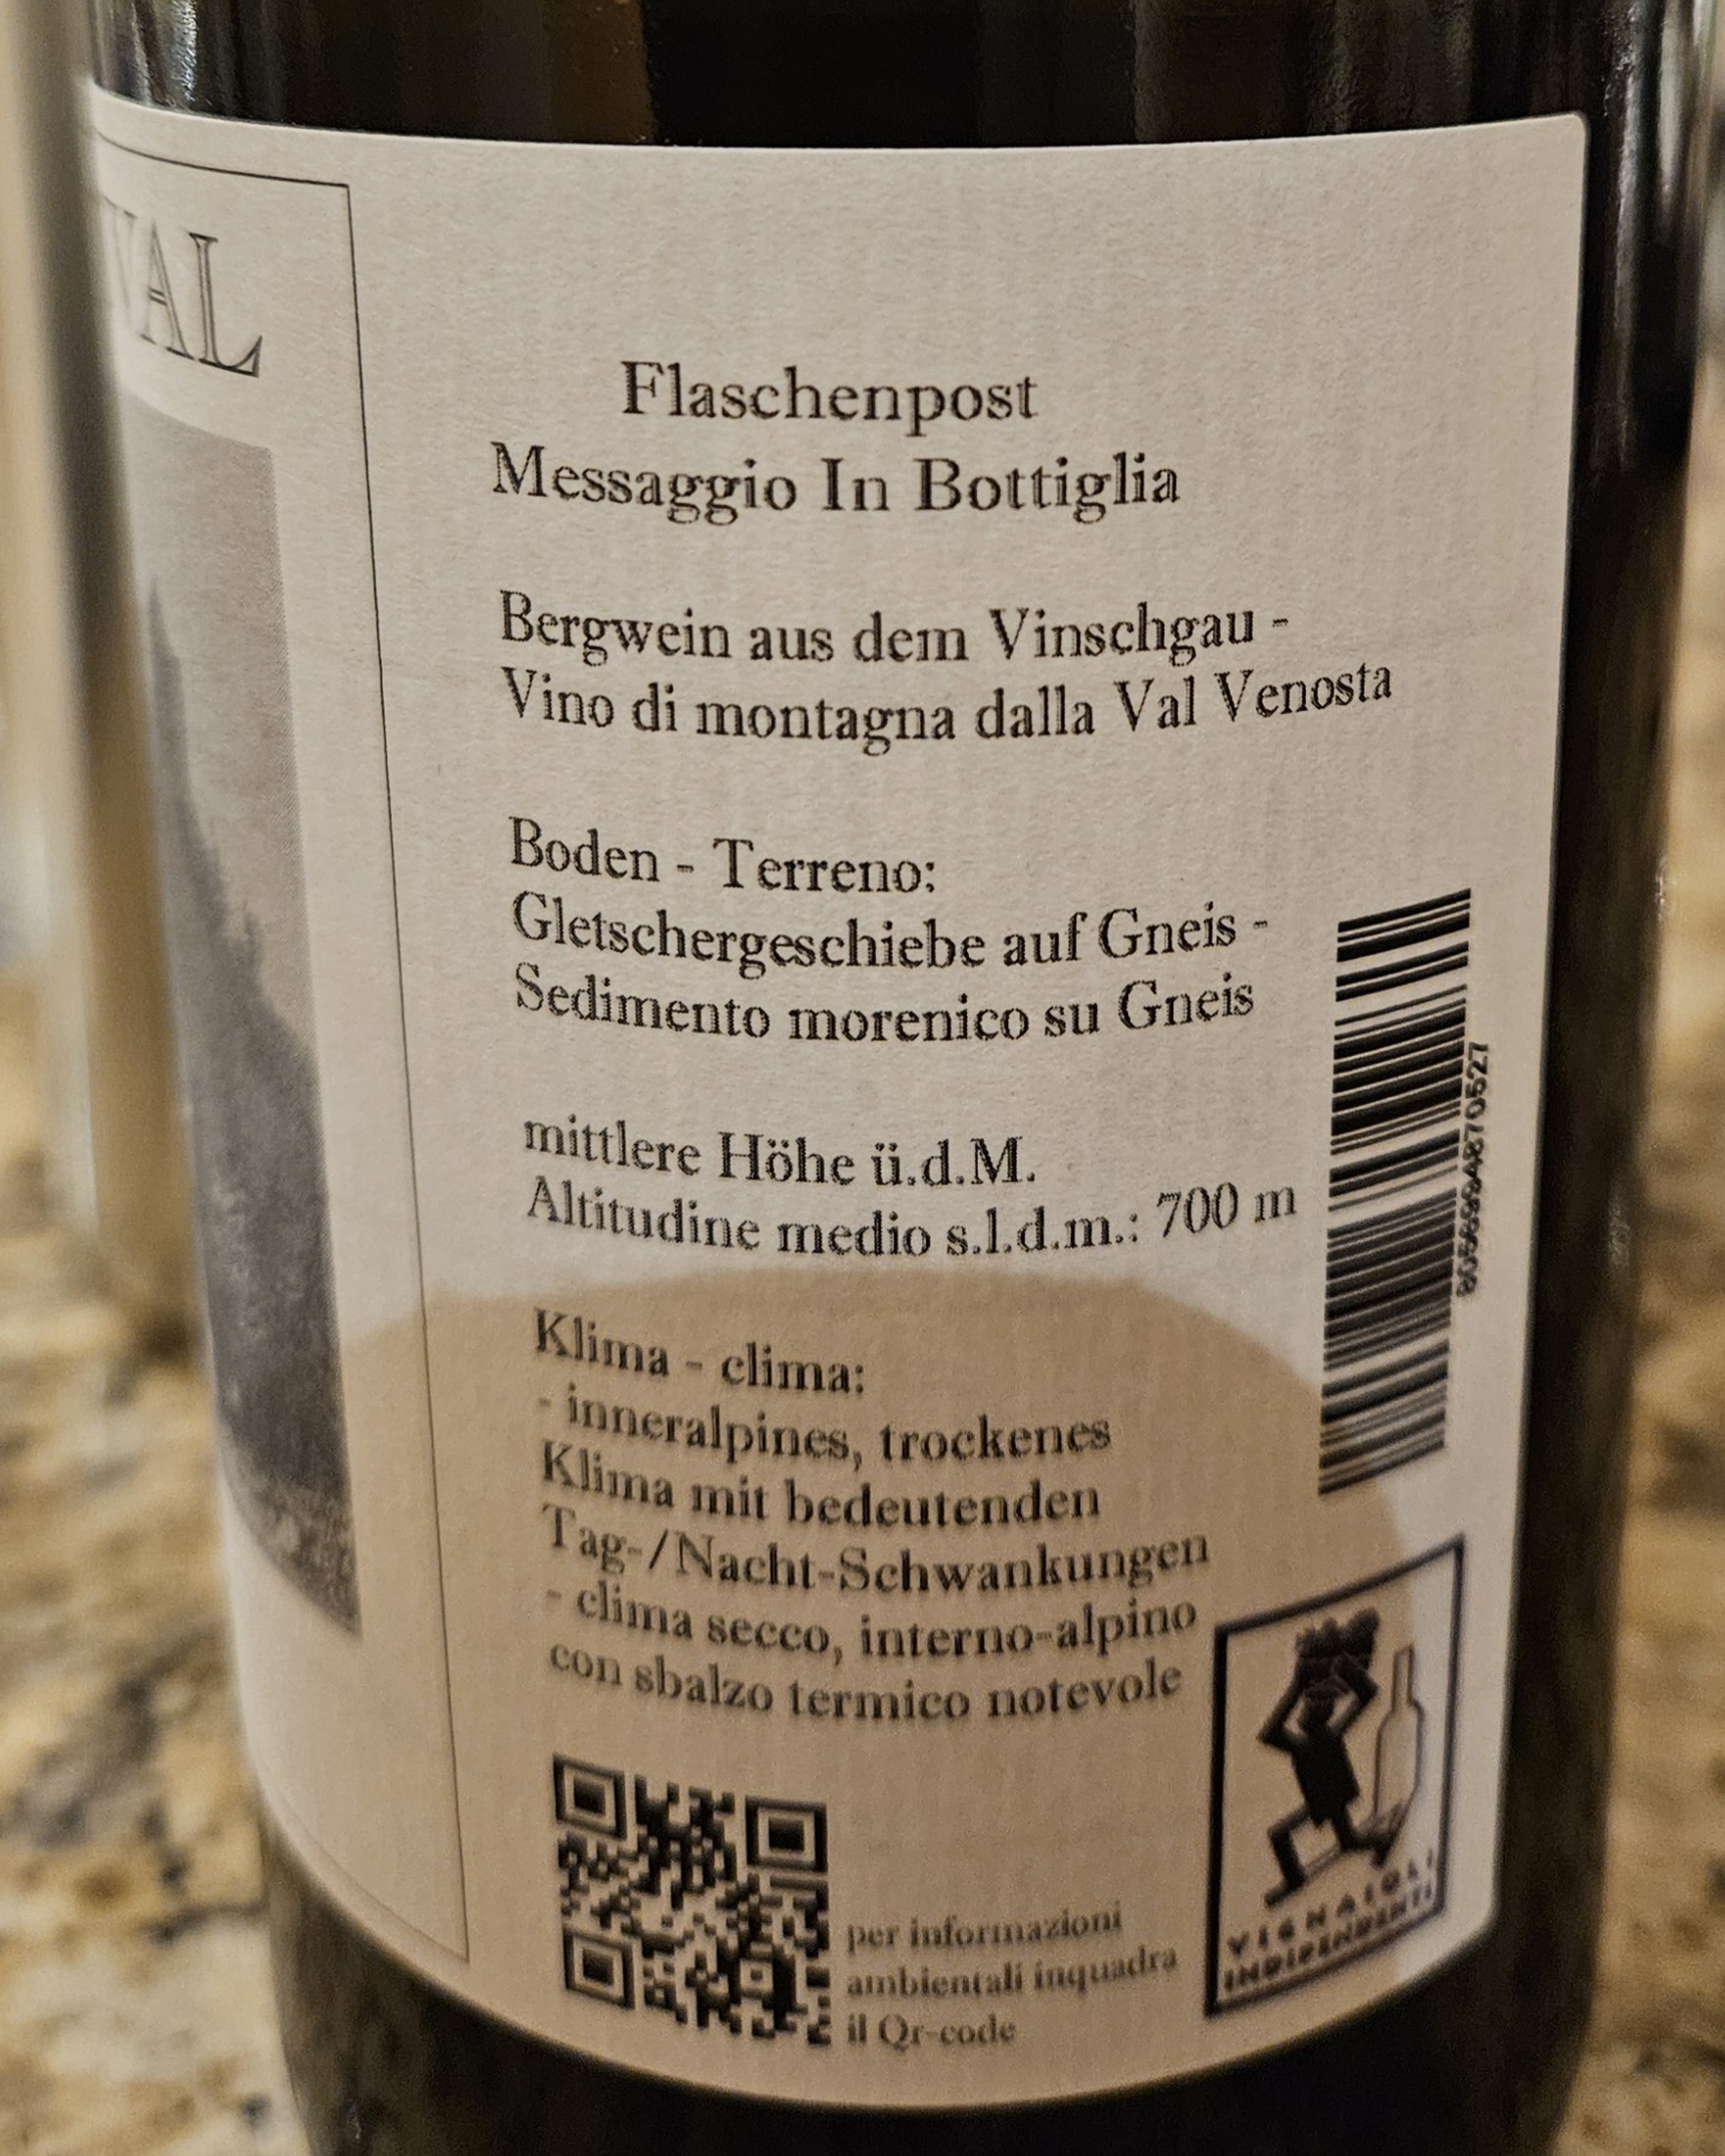 VAL
Flaschenpost
Messaggio In Bottiglia
Bergwein aus dem Vinschgau -
Vino di montagna dalla Val Venosta
Boden - Terreno:
Gletschergeschiebe auf Gneis -
Sedimento morenico su Gneis
mittlere Höhe ü.d.M.
Altitudine medio s.l.d.m.: 700 m
Klima - clima:
- inneralpines, trockenes
Klima mit bedeutenden
Tag-/Nacht-Schwankungen
- clima secco, interno-alpino
con sbalzo termico notevole
per informazioni
ambientali inquadra
il Qr-code
VIGNAIOLI
INDIPENDENTI